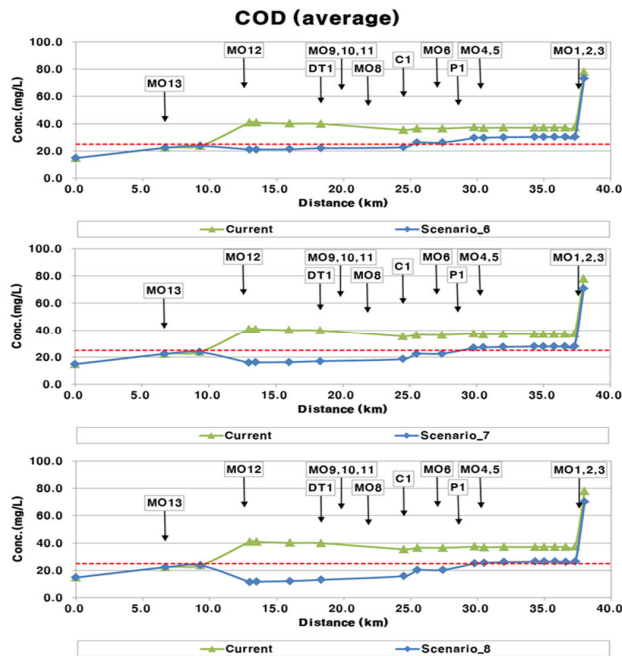 COD (average)
100.0
80.0
60.0
40.0
20.0
0.0
Conc.(mg/L)
MO12
MO9,10,11
C1
MO6
MO4,5
MO1,2,3
MO13
DT1
MO8
P1
0.0 5.0 10.0 15.0 20.0 25.0 30.0 35.0 40.0
Distance (km)
Current Scenario_6
100.0
80.0
60.0
40.0
20.0
0.0
Conc.(mg/L)
MO12
MO9,10,11
C1
MO6
MO4,5
MO1,2,3
MO13
DT1
MO8
P1
0.0 5.0 10.0 15.0 20.0 25.0 30.0 35.0 40.0
Distance (km)
Current Scenario_7
100.0
80.0
60.0
40.0
20.0
0.0
Conc.(mg/L)
MO12
MO9,10,11
C1
MO6
MO4,5
MO1,2,3
MO13
DT1
MO8
P1
0.0 5.0 10.0 15.0 20.0 25.0 30.0 35.0 40.0
Distance (km)
Current Scenario_8